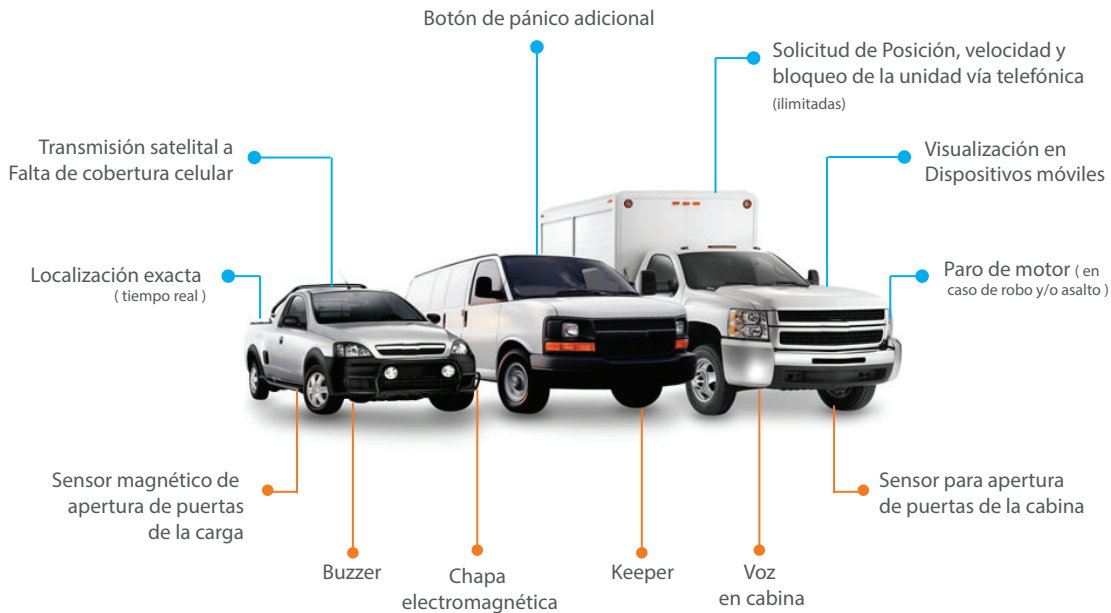 Botón de pánico adicional
Solicitud de Posición, velocidad y
bloqueo de la unidad vía telefónica
(ilimitadas)
Transmisión satelital a
Falta de cobertura celular
Visualización en
Dispositivos móviles
Localización exacta
( tiempo real )
Paro de motor ( en
caso de robo y/o asalto )
Sensor magnético de
apertura de puertas
de la carga
Sensor para apertura
de puertas de la cabina
Buzzer
Chapa
electromagnética
Keeper
Voz
en cabina